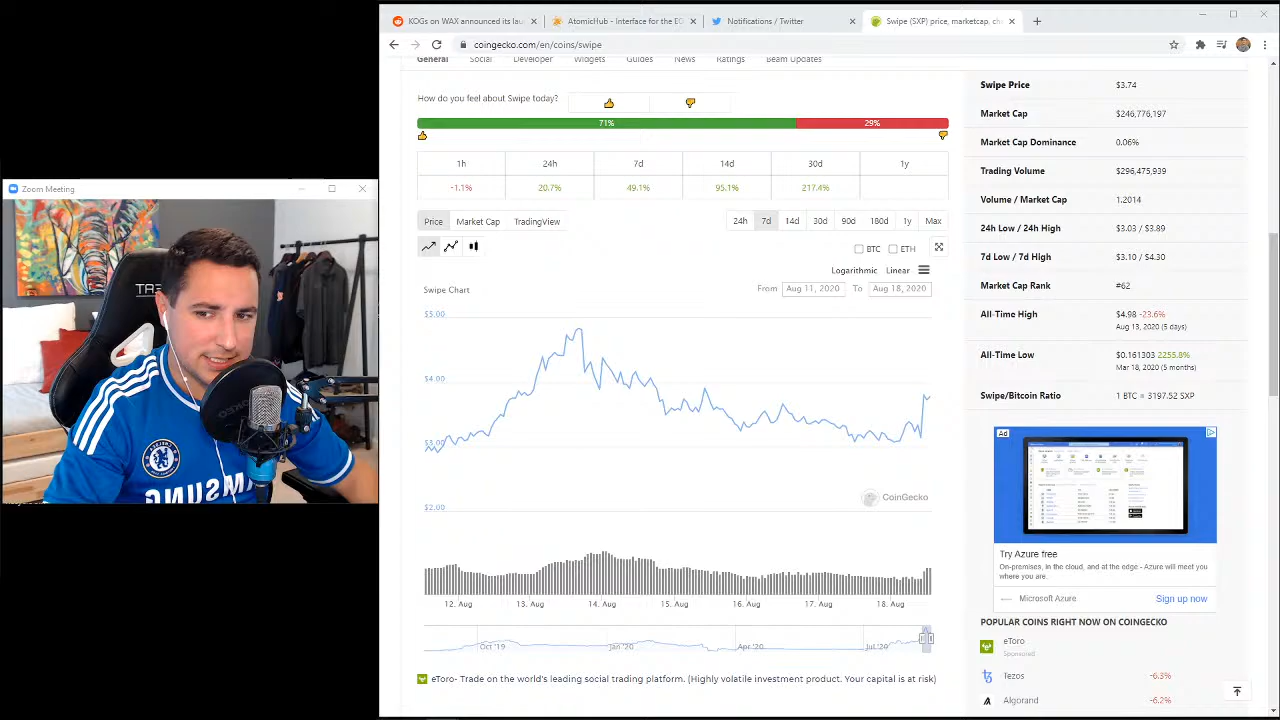 KOGs on WAX announced its lau
AtomicHub - Interface for the EO
Notifications / Twitter
Swipe (SXP) price, marketcap, ch
coingecko.com/en/coins/swipe
General Social Developer Widgets Guides News Ratings Beam Updates
How do you feel about Swipe today?
71% 29%
1h 24h 7d 14d 30d 1y
-1.1% 20.7% 49.1% 95.1% 217.4%
Price Market Cap TradingView
24h 7d 14d 30d 90d 180d 1y Max
BTC ETH
Logarithmic Linear
Swipe Chart
From Aug 11, 2020 To Aug 18, 2020
$5.00
$4.00
$3.00
$2.00
CoinGecko
12. Aug 13. Aug 14. Aug 15. Aug 16. Aug 17. Aug 18. Aug
Oct '19 Jan '20 Apr '20 Jul '20
eToro- Trade on the world's leading social trading platform. (Highly volatile investment product. Your capital is at risk)
Swipe Price $3.74
Market Cap $246,776,197
Market Cap Dominance 0.06%
Trading Volume $296,475,939
Volume / Market Cap 1.2014
24h Low / 24h High $3.03 / $3.89
7d Low / 7d High $3.10 / $4.30
Market Cap Rank #62
All-Time High $4.98 -23.6%
Aug 13, 2020 (5 days)
All-Time Low $0.161303 2255.8%
Mar 18, 2020 (5 months)
Swipe/Bitcoin Ratio 1 BTC = 3197.52 SXP
Ad
Try Azure free
On-premises, in the cloud, and at the edge - Azure will meet you
where you are.
Microsoft Azure Sign up now
POPULAR COINS RIGHT NOW ON COINGECKO
eToro
Sponsored
Tezos -6.3%
Algorand -6.2%
Zoom Meeting
SAMSUNG